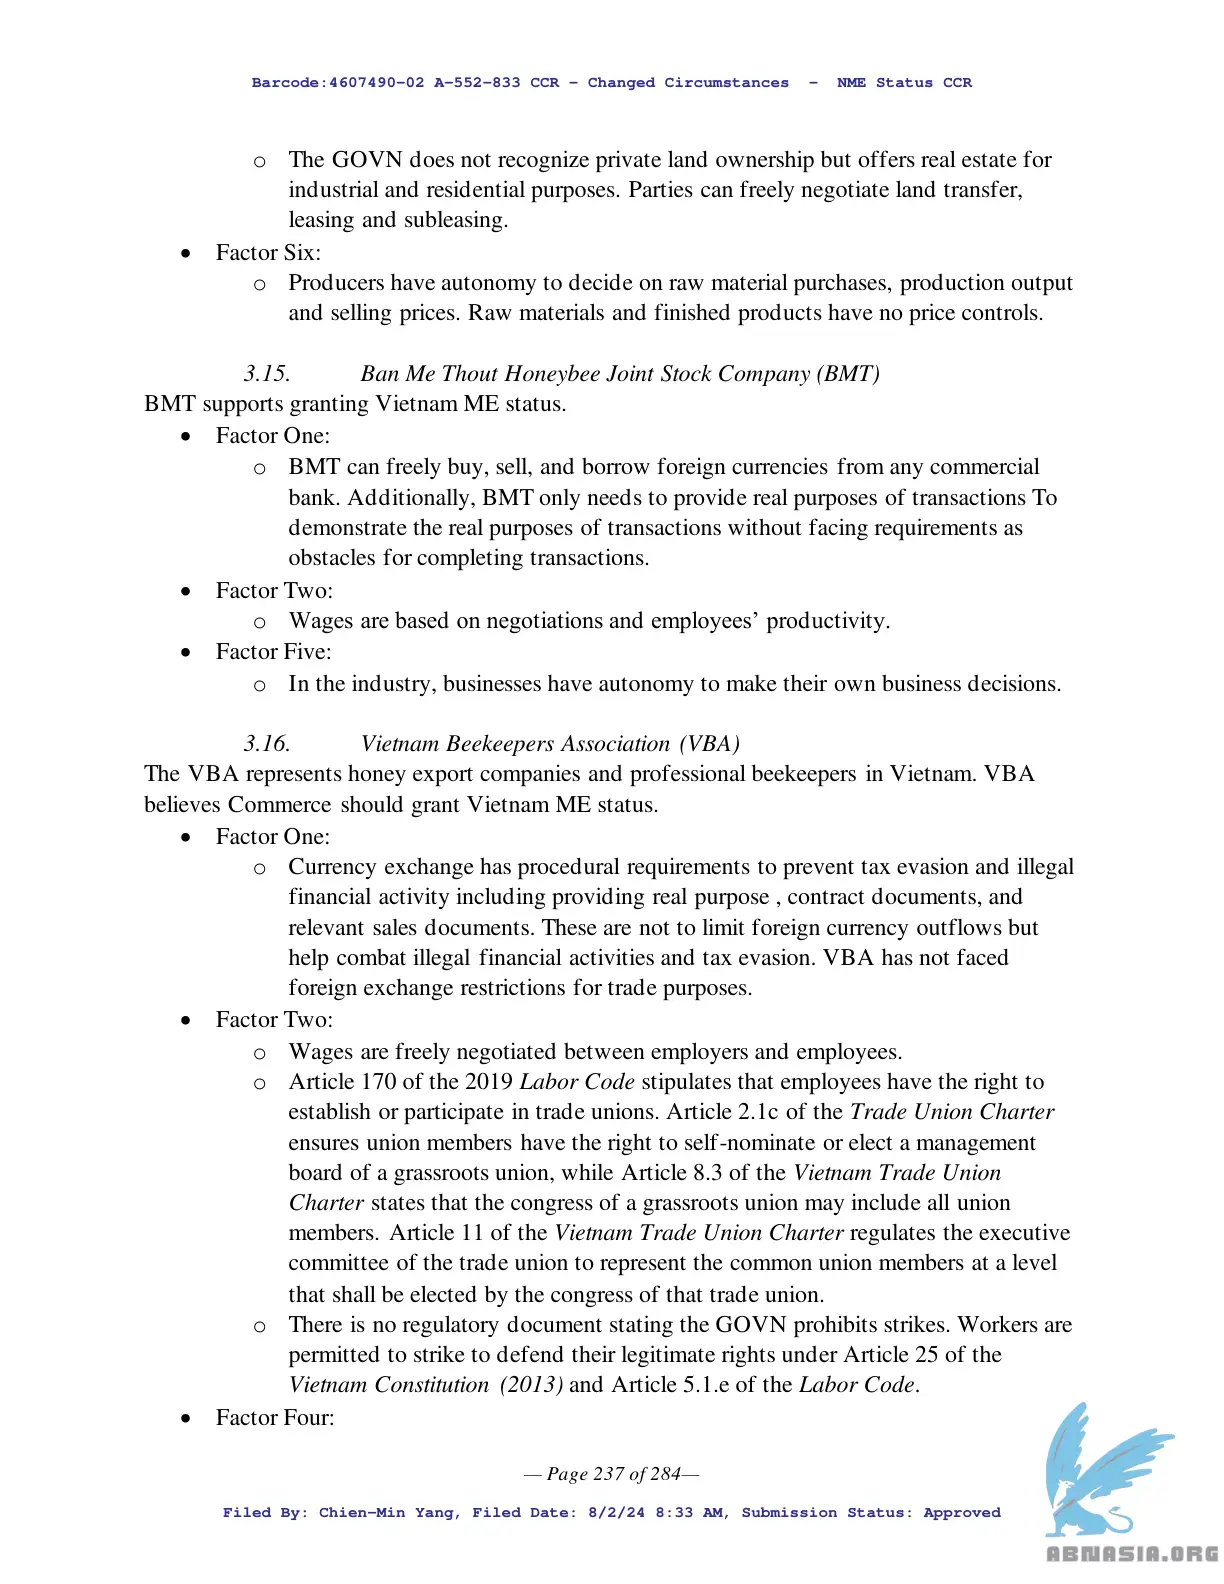 Barcode:4607490-02 A-552-833 CCR - Changed Circumstances - NME Status CCR
o The GOVN does not recognize private land ownership but offers real estate for
industrial and residential purposes. Parties can freely negotiate land transfer,
leasing and subleasing.
• Factor Six:
o Producers have autonomy to decide on raw material purchases, production output
and selling prices. Raw materials and finished products have no price controls.
3.15. Ban Me Thout Honeybee Joint Stock Company (BMT)
BMT supports granting Vietnam ME status.
• Factor One:
o BMT can freely buy, sell, and borrow foreign currencies from any commercial
bank. Additionally, BMT only needs to provide real purposes of transactions To
demonstrate the real purposes of transactions without facing requirements as
obstacles for completing transactions.
• Factor Two:
o Wages are based on negotiations and employees’ productivity.
• Factor Five:
o In the industry, businesses have autonomy to make their own business decisions.
3.16. Vietnam Beekeepers Association (VBA)
The VBA represents honey export companies and professional beekeepers in Vietnam. VBA
believes Commerce should grant Vietnam ME status.
• Factor One:
o Currency exchange has procedural requirements to prevent tax evasion and illegal
financial activity including providing real purpose , contract documents, and
relevant sales documents. These are not to limit foreign currency outflows but
help combat illegal financial activities and tax evasion. VBA has not faced
foreign exchange restrictions for trade purposes.
• Factor Two:
o Wages are freely negotiated between employers and employees.
o Article 170 of the 2019 Labor Code stipulates that employees have the right to
establish or participate in trade unions. Article 2.1c of the Trade Union Charter
ensures union members have the right to self-nominate or elect a management
board of a grassroots union, while Article 8.3 of the Vietnam Trade Union
Charter states that the congress of a grassroots union may include all union
members. Article 11 of the Vietnam Trade Union Charter regulates the executive
committee of the trade union to represent the common union members at a level
that shall be elected by the congress of that trade union.
o There is no regulatory document stating the GOVN prohibits strikes. Workers are
permitted to strike to defend their legitimate rights under Article 25 of the
Vietnam Constitution (2013) and Article 5.1.e of the Labor Code.
• Factor Four:
— Page 237 of 284—
Filed By: Chien-Min Yang, Filed Date: 8/2/24 8:33 AM, Submission Status: Approved
ABNASIA.ORG